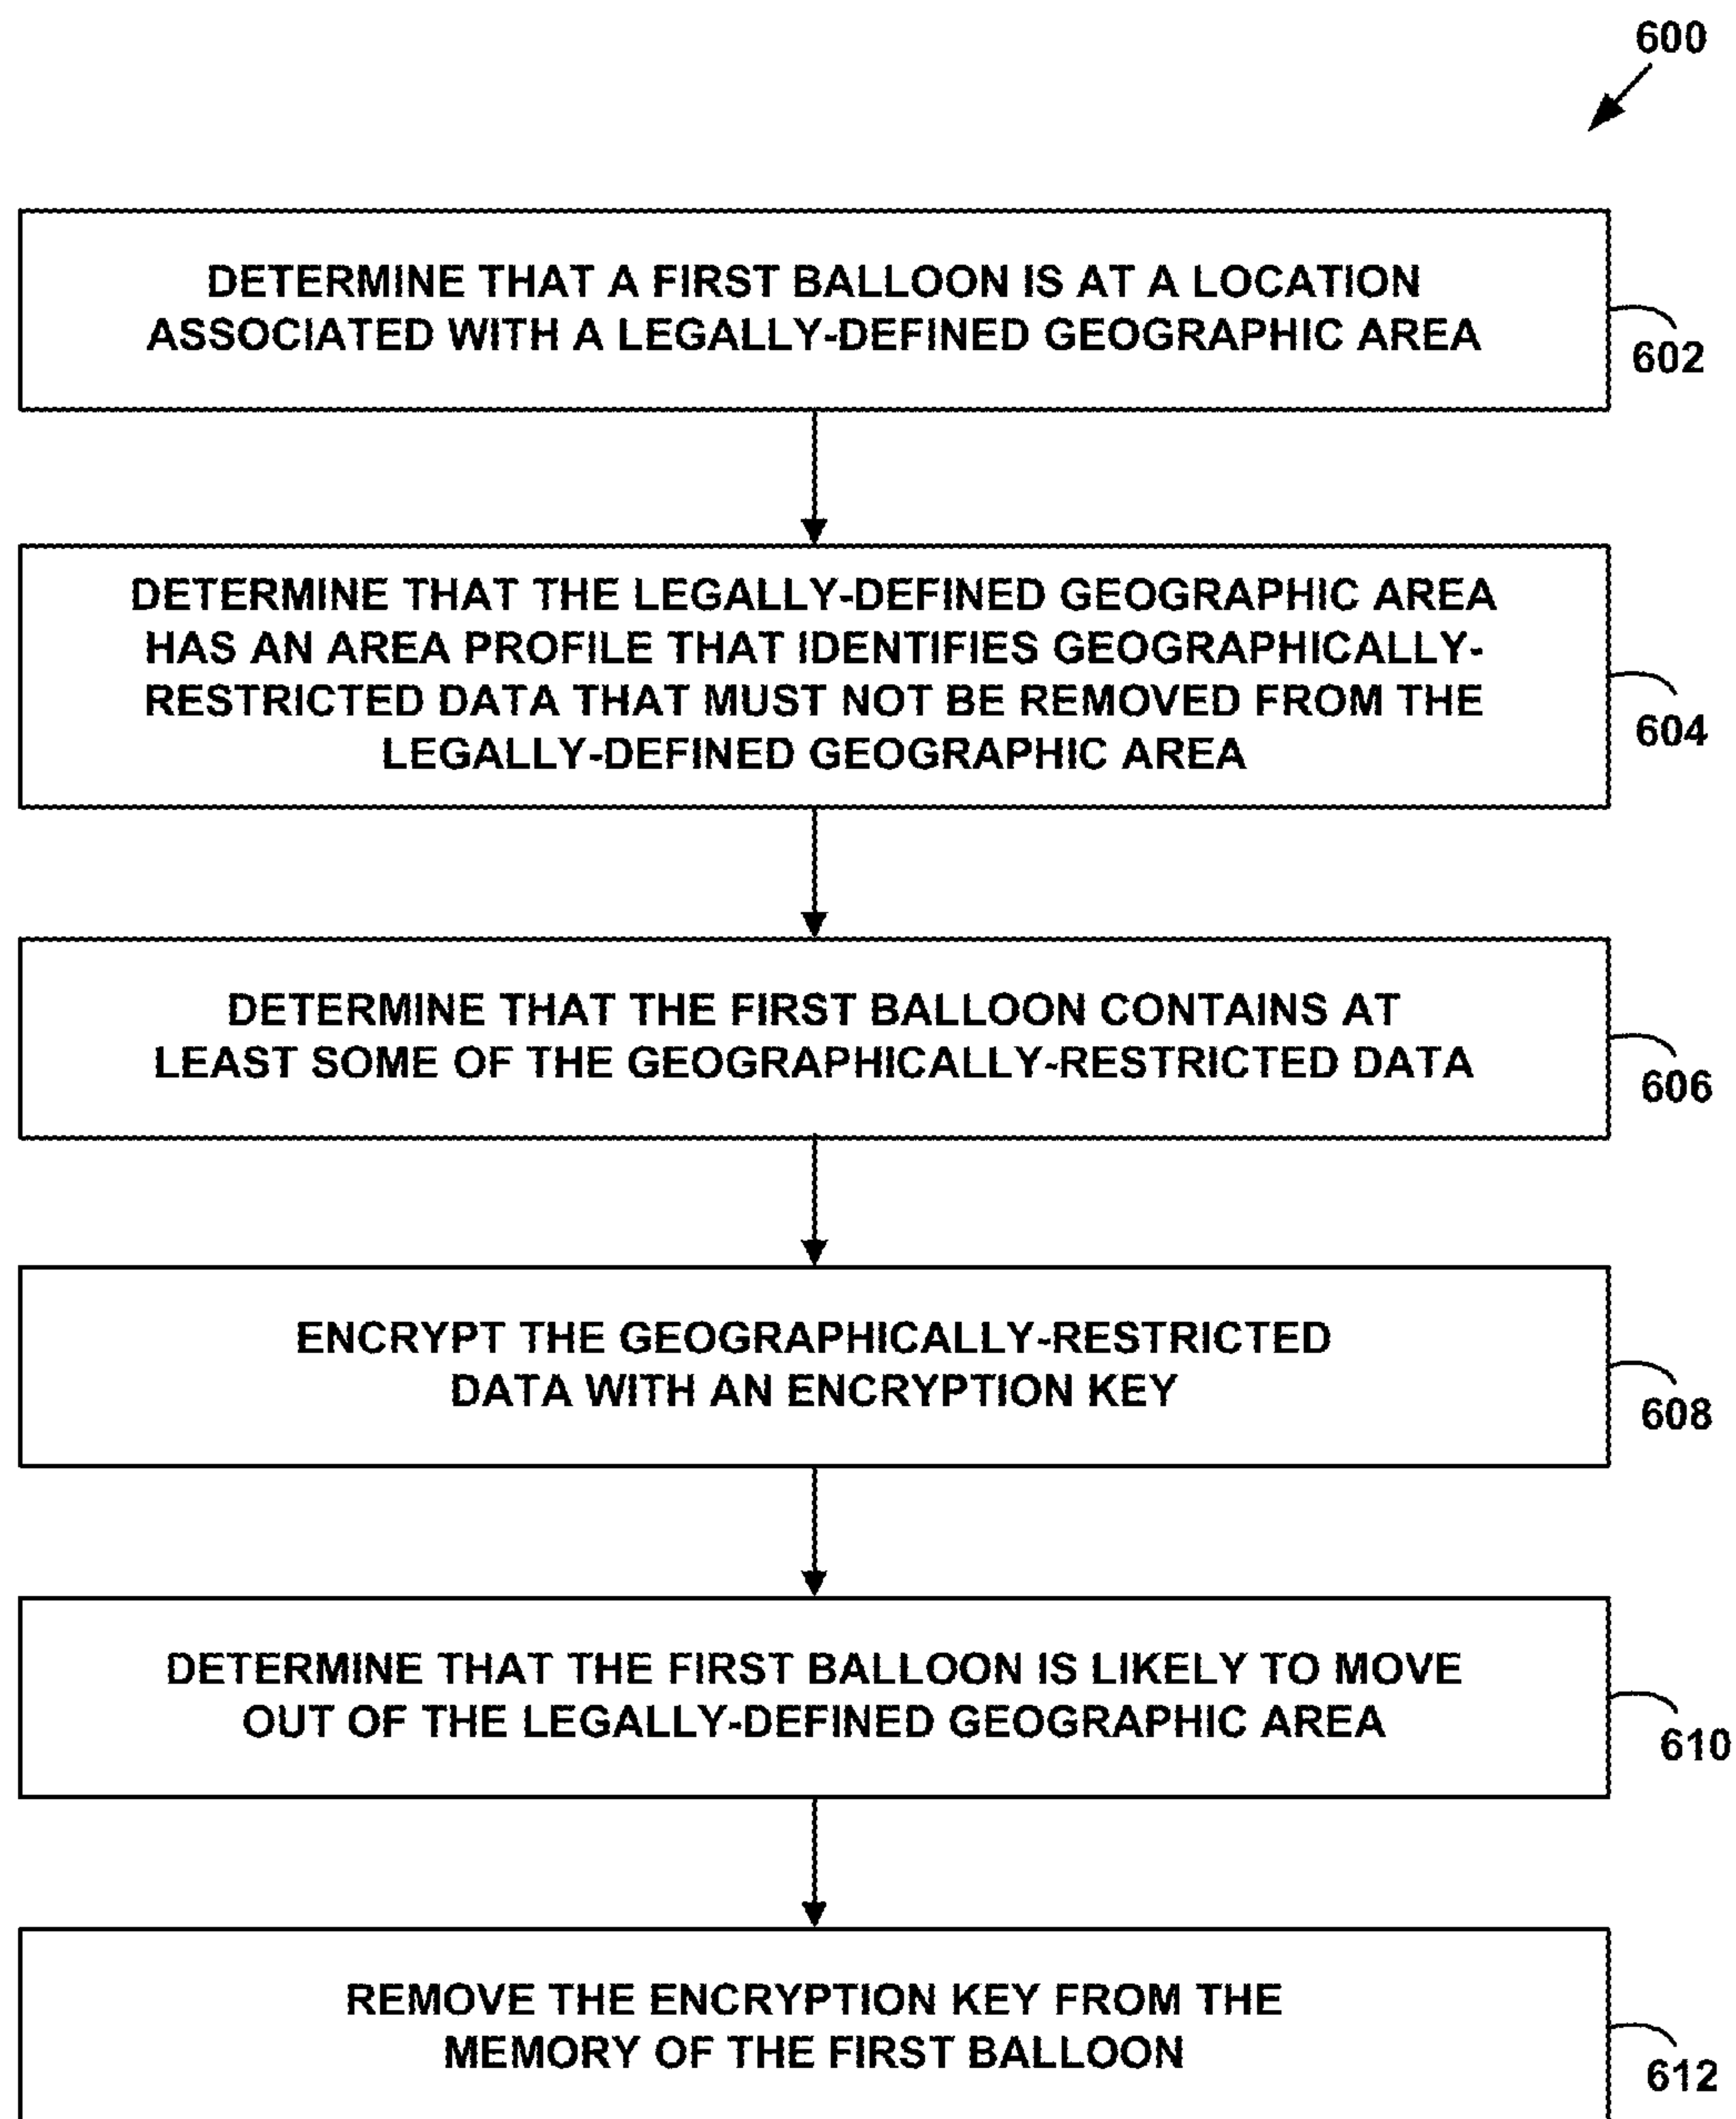 600
DETERMINE THAT A FIRST BALLOON IS AT A LOCATION
ASSOCIATED WITH A LEGALLY-DEFINED GEOGRAPHIC AREA
602
DETERMINE THAT THE LEGALLY-DEFINED GEOGRAPHIC AREA
HAS AN AREA PROFILE THAT IDENTIFIES GEOGRAPHICALLY-
RESTRICTED DATA THAT MUST NOT BE REMOVED FROM THE
LEGALLY-DEFINED GEOGRAPHIC AREA
604
DETERMINE THAT THE FIRST BALLOON CONTAINS AT
LEAST SOME OF THE GEOGRAPHICALLY-RESTRICTED DATA
606
ENCRYPT THE GEOGRAPHICALLY-RESTRICTED
DATA WITH AN ENCRYPTION KEY
608
DETERMINE THAT THE FIRST BALLOON IS LIKELY TO MOVE
OUT OF THE LEGALLY-DEFINED GEOGRAPHIC AREA
610
REMOVE THE ENCRYPTION KEY FROM THE
MEMORY OF THE FIRST BALLOON
612